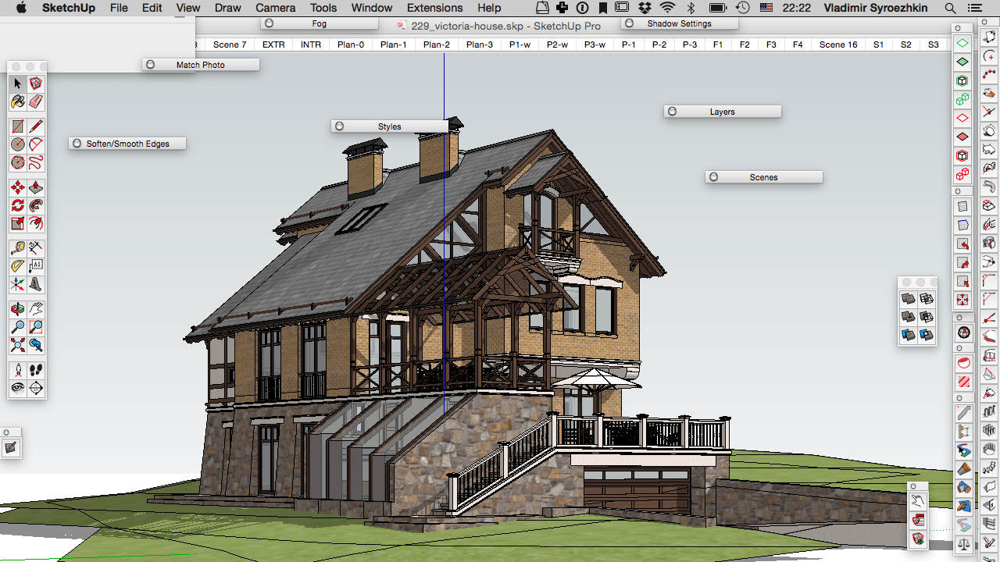 SketchUp File Edit View Draw Camera Tools Window Extensions Help 22:22 Vladimir Syroezhkin
Fog
229_victoria-house.skp - SketchUp Pro
Shadow Settings
3 Scene 7 EXTR INTR Plan-0 Plan-1 Plan-2 Plan-3 P1-w P2-w P3-w P-1 P-2 P-3 F1 F2 F3 F4 Scene 16 S1 S2 S3
Match Photo
Layers
Styles
Soften/Smooth Edges
Scenes
A1